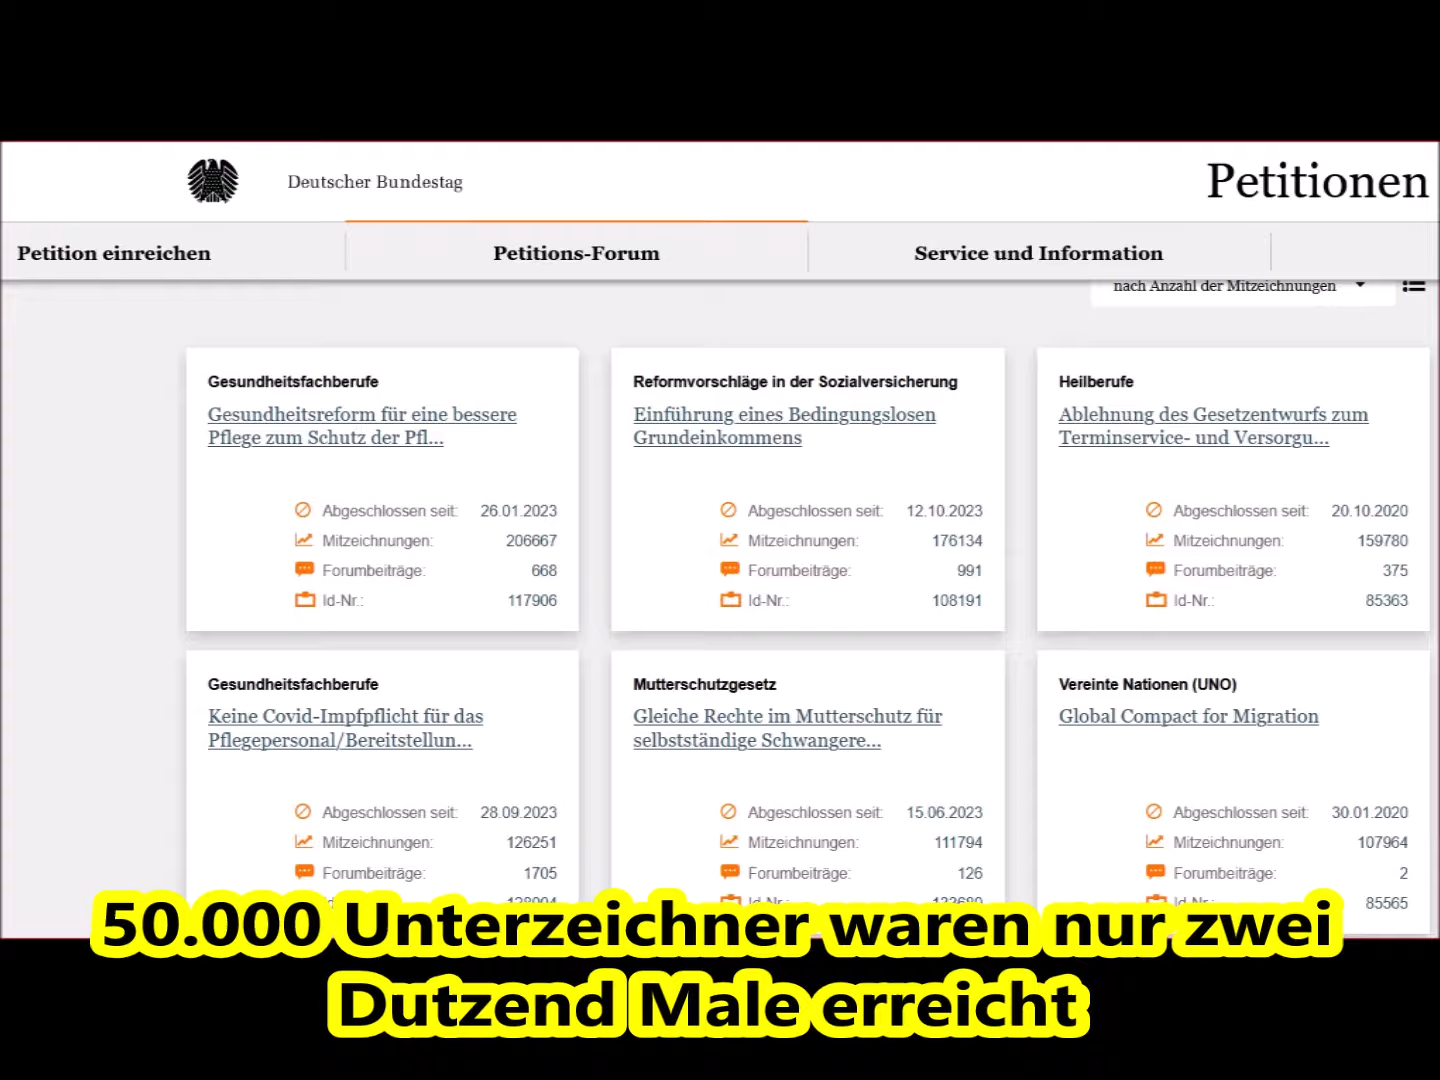 Deutscher Bundestag
Petitionen
Petition einreichen
Petitions-Forum
Service und Information
nach Anzahl der Mitzeichnungen
Gesundheitsfachberufe
Gesundheitsreform für eine bessere
Pflege zum Schutz der Pfl...
Abgeschlossen seit: 26.01.2023
Mitzeichnungen: 206667
Forumbeiträge: 668
Id-Nr.: 117906
Reformvorschläge in der Sozialversicherung
Einführung eines Bedingungslosen
Grundeinkommens
Abgeschlossen seit: 12.10.2023
Mitzeichnungen: 176134
Forumbeiträge: 991
Id-Nr.: 108191
Heilberufe
Ablehnung des Gesetzentwurfs zum
Terminservice- und Versorgu...
Abgeschlossen seit: 20.10.2020
Mitzeichnungen: 159780
Forumbeiträge: 375
Id-Nr.: 85363
Gesundheitsfachberufe
Keine Covid-Impfpflicht für das
Pflegepersonal/Bereitstellun...
Abgeschlossen seit: 28.09.2023
Mitzeichnungen: 126251
Forumbeiträge: 1705
Mutterschutzgesetz
Gleiche Rechte im Mutterschutz für
selbstständige Schwangere...
Abgeschlossen seit: 15.06.2023
Mitzeichnungen: 111794
Forumbeiträge: 126
Vereinte Nationen (UNO)
Global Compact for Migration
Abgeschlossen seit: 30.01.2020
Mitzeichnungen: 107964
Forumbeiträge: 2
Id-Nr.: 85565
50.000 Unterzeichner waren nur zwei
Dutzend Male erreicht